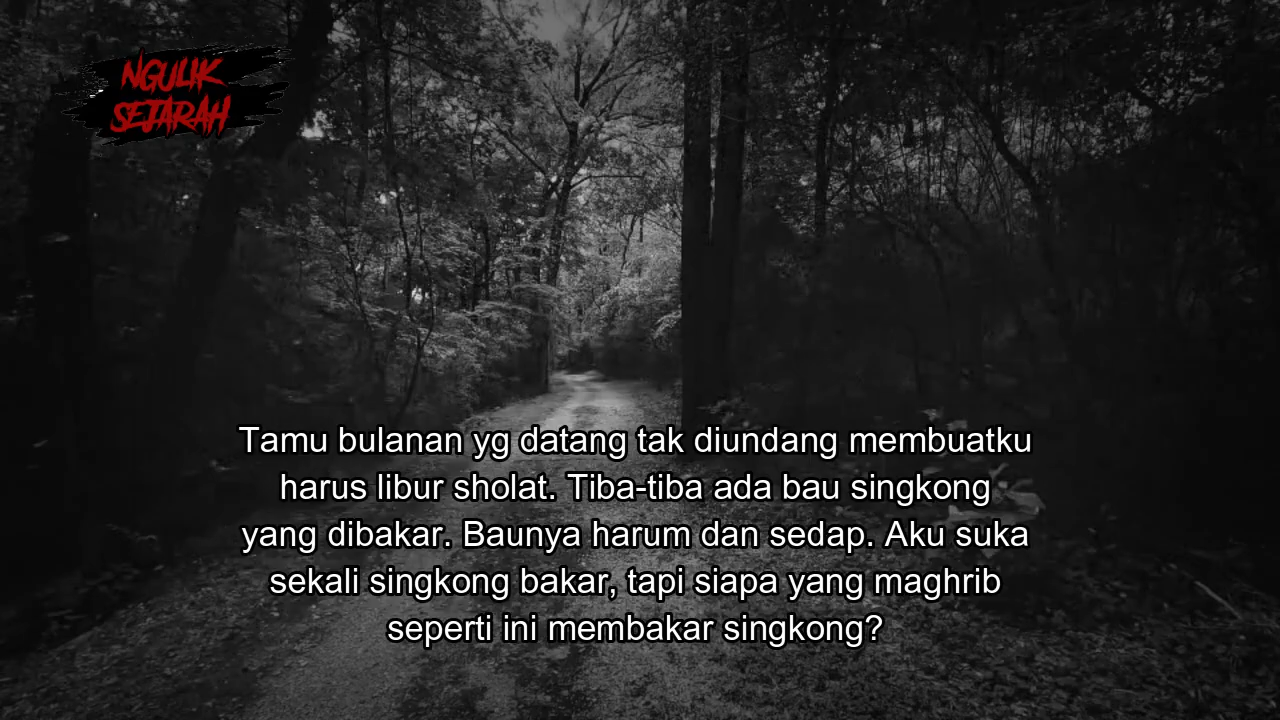 NGULIK
SEJARAH
Tamu bulanan yg datang tak diundang membuatku
harus libur sholat. Tiba-tiba ada bau singkong
yang dibakar. Baunya harum dan sedap. Aku suka
sekali singkong bakar, tapi siapa yang maghrib
seperti ini membakar singkong?